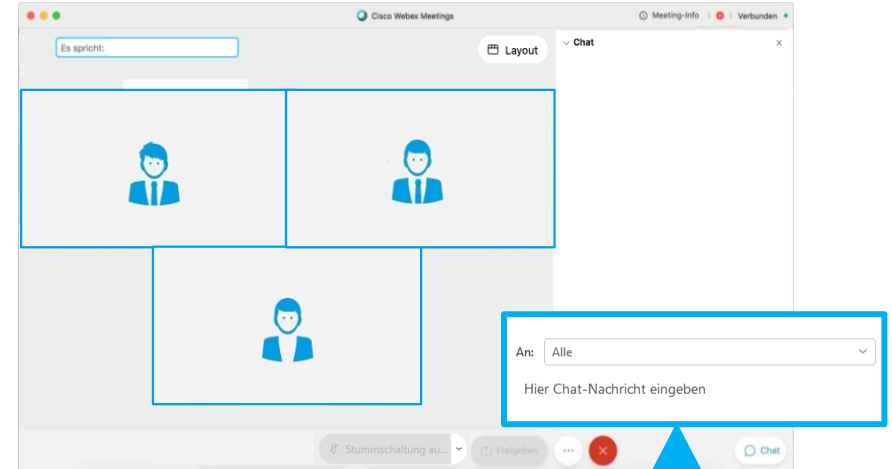 Cisco Webex Meetings
Meeting-Info
Verbunden
Es spricht:
Layout
Chat
An: Alle
Hier Chat-Nachricht eingeben
Stummschaltung au...
Freigeben
Chat